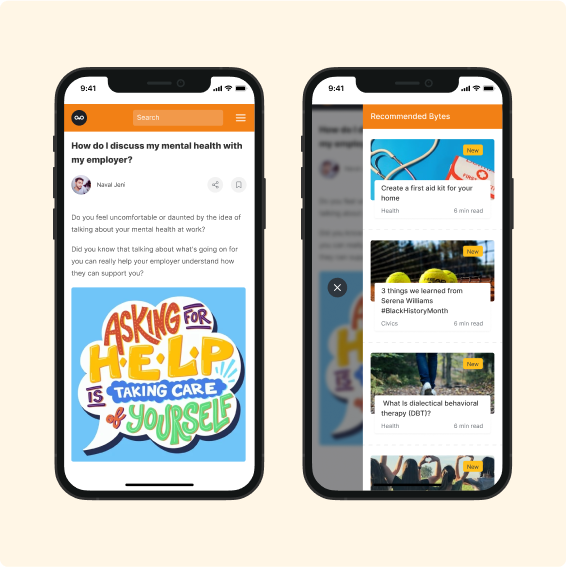 9:41
Search
How do I discuss my mental health with
my employer?
Naval Jeni
Do you feel uncomfortable or daunted by the idea of
talking about your mental health at work?
Did you know that talking about what's going on for
you can really help your employer understand how
they can support you?
ASKING FOR
H•E•L•P
IS TAKING CARE
of YOURSELF
9:41
Recommended Bytes
New
FIRST
Create a first aid kit for your
home
Health 6 min read
New
3 things we learned from
Serena Williams
#BlackHistoryMonth
Civics 6 min read
New
What Is dialectical behavioral
therapy (DBT)?
Health 6 min read
New